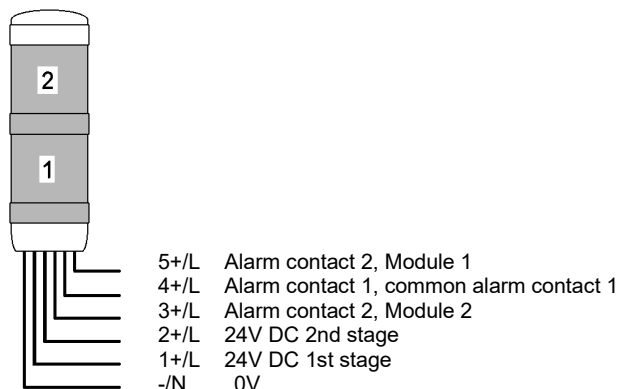 2
1
5+/L Alarm contact 2, Module 1
4+/L Alarm contact 1, common alarm contact 1
3+/L Alarm contact 2, Module 2
2+/L 24V DC 2nd stage
1+/L 24V DC 1st stage
-/N 0V